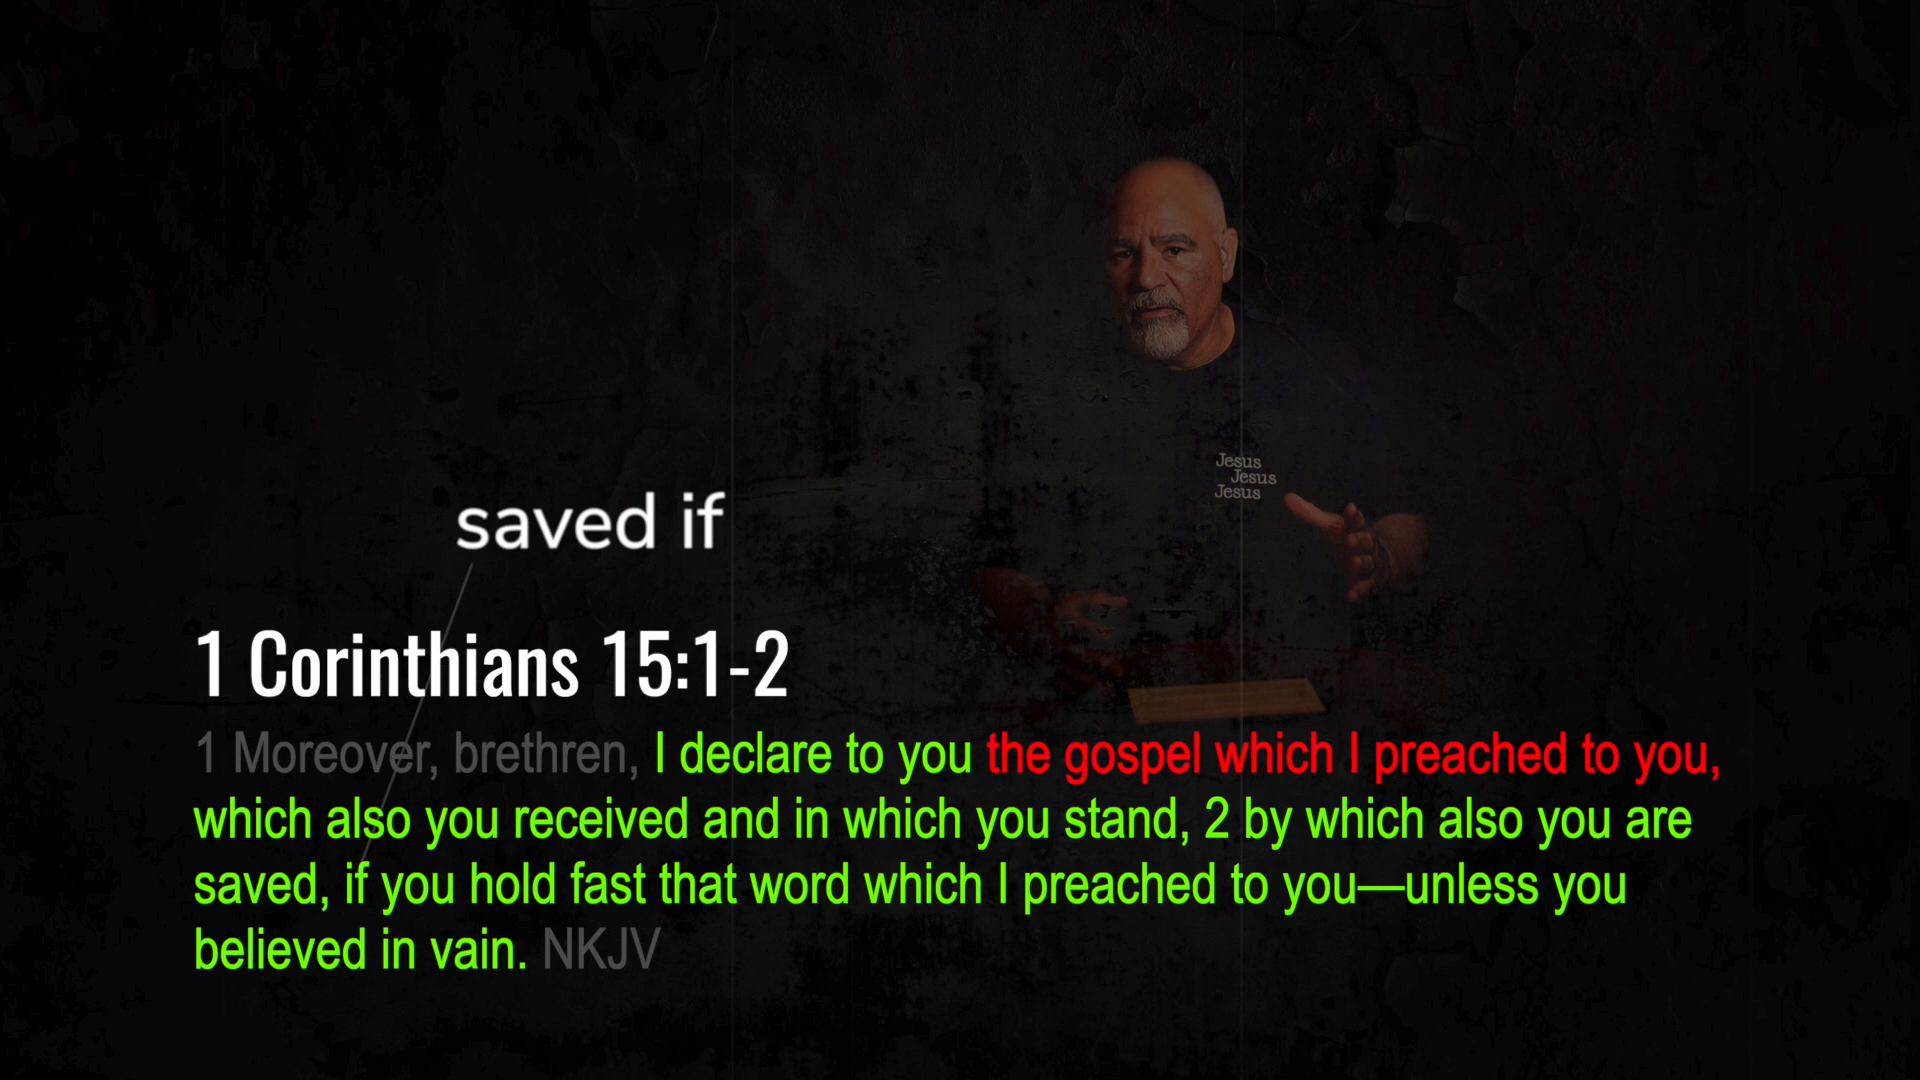 Jesus
Jesus
Jesus
saved if
1 Corinthians 15:1-2
1 Moreover, brethren, I declare to you the gospel which I preached to you,
which also you received and in which you stand, 2 by which also you are
saved, if you hold fast that word which I preached to you—unless you
believed in vain. NKJV